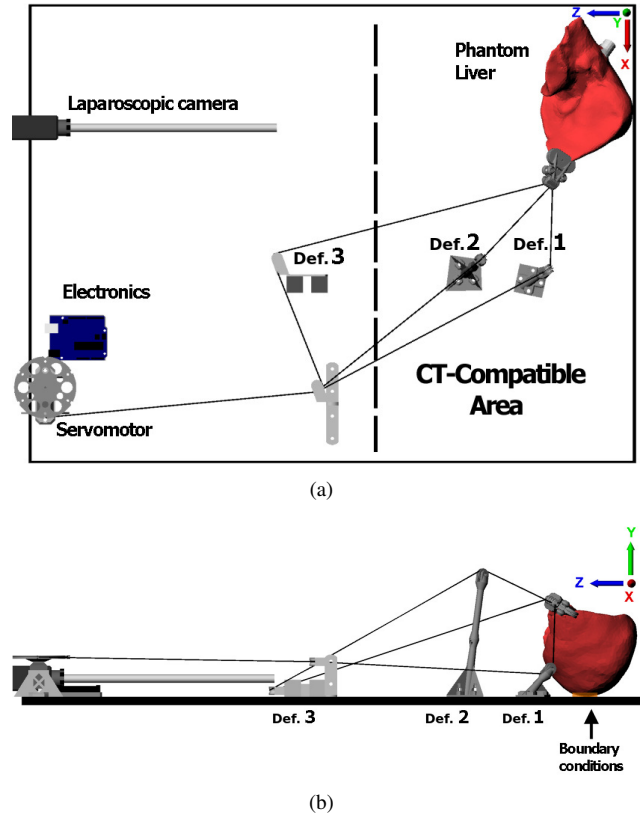 Z
Y
X
Phantom
Liver
Laparoscopic camera
Def. 3
Def. 2
Def. 1
Electronics
CT-Compatible
Area
Servomotor
(a)
Y
Z
X
Def. 3
Def. 2
Def. 1
Boundary
conditions
(b)